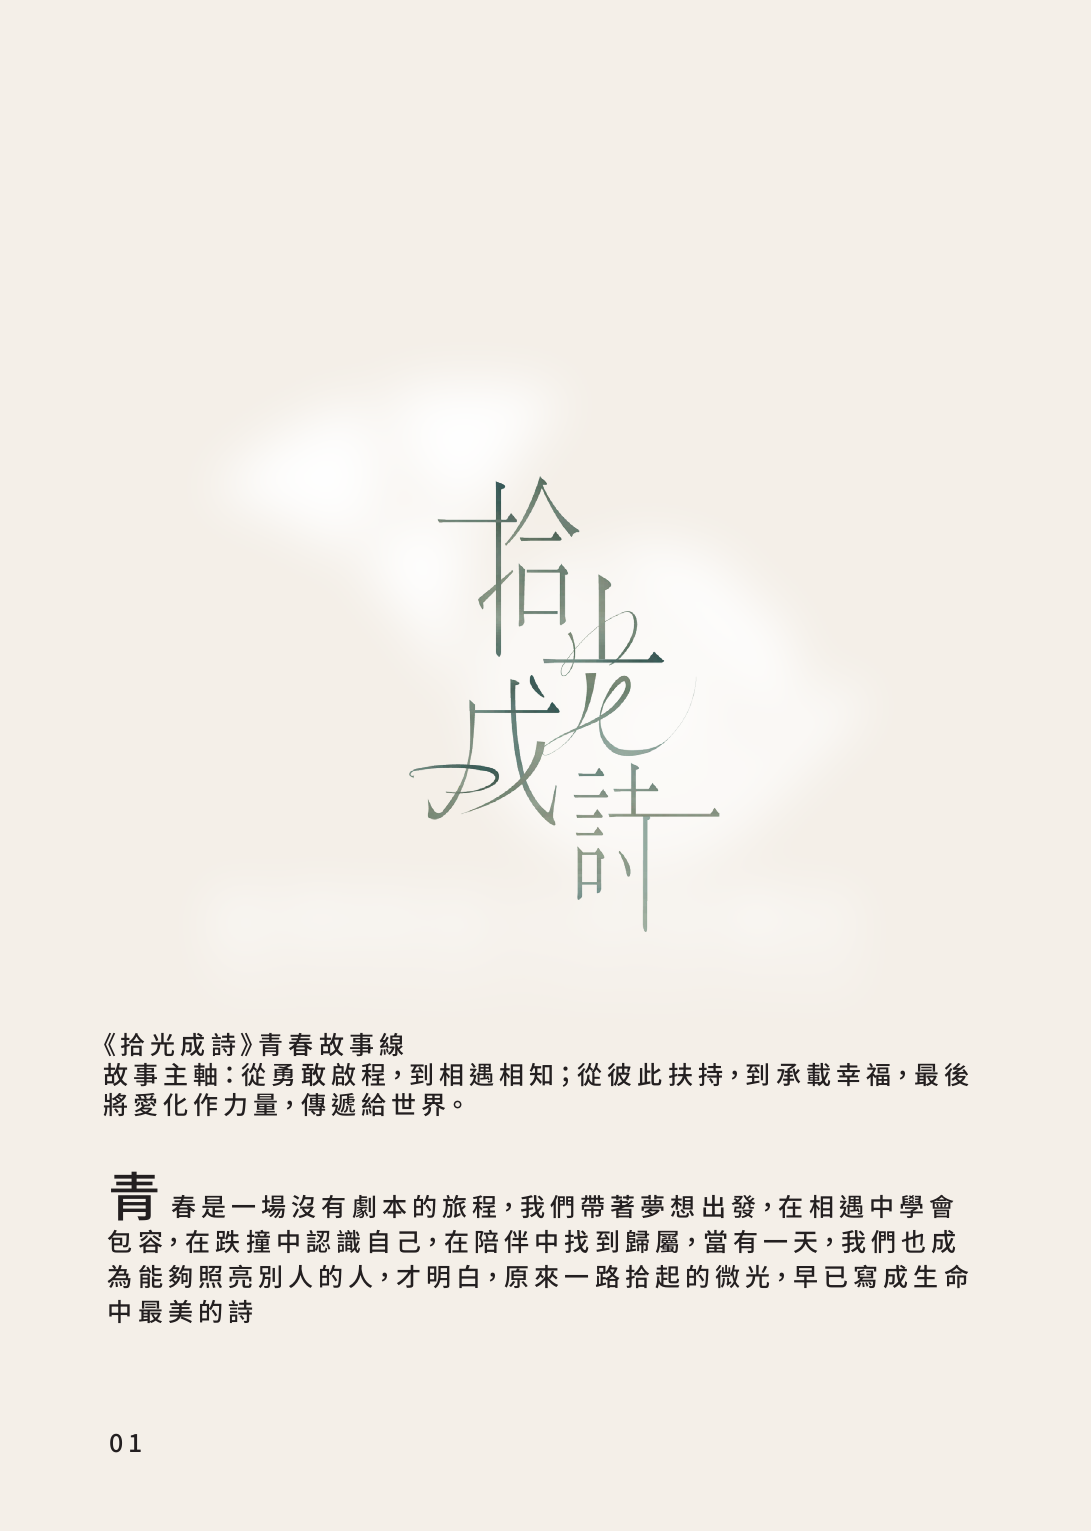 拾
光
成
詩
《拾光成詩》青春故事線
故事主軸：從勇敢啟程，到相遇相知；從彼此扶持，到承載幸福，最後
將愛化作力量，傳遞給世界。
青春是一場沒有劇本的旅程，我們帶著夢想出發，在相遇中學會
包容，在跌撞中認識自己，在陪伴中找到歸屬，當有一天，我們也成
為能夠照亮別人的人，才明白，原來一路拾起的微光，早已寫成生命
中最美的詩
01